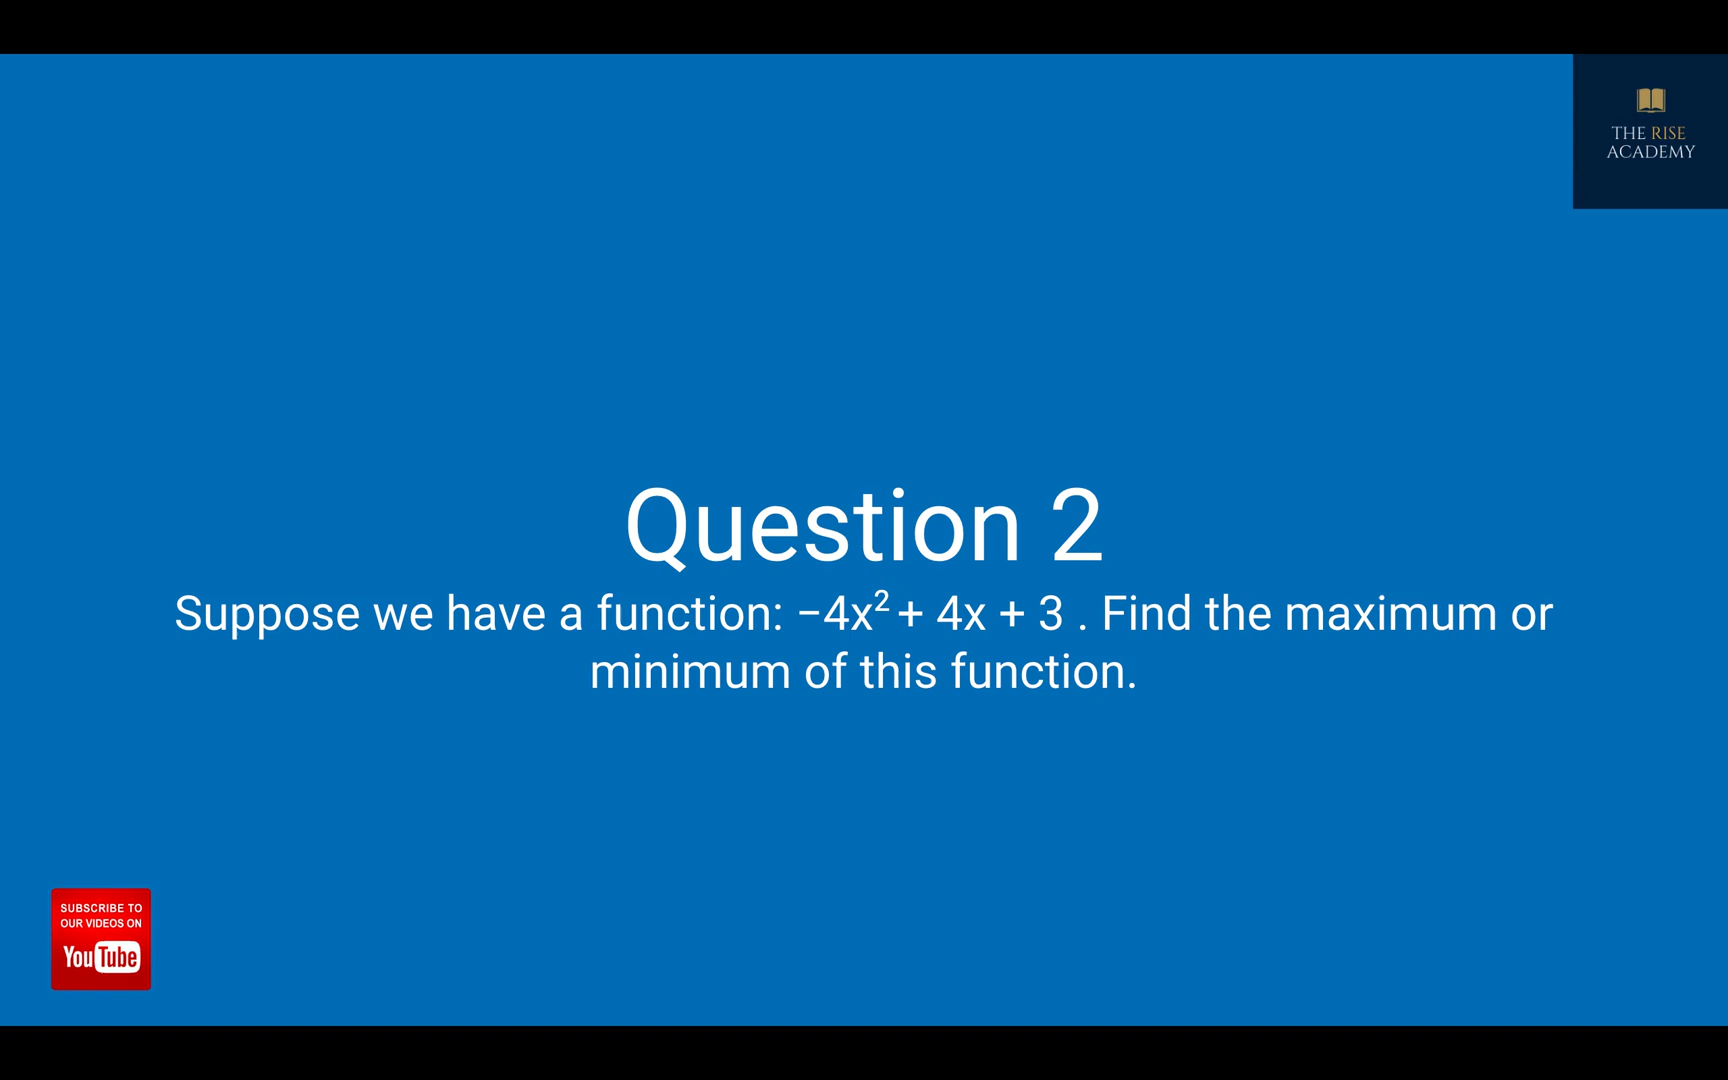 THE RISE
ACADEMY
Question 2
Suppose we have a function: −4x² + 4x + 3 . Find the maximum or
minimum of this function.
SUBSCRIBE TO
OUR VIDEOS ON
YouTube